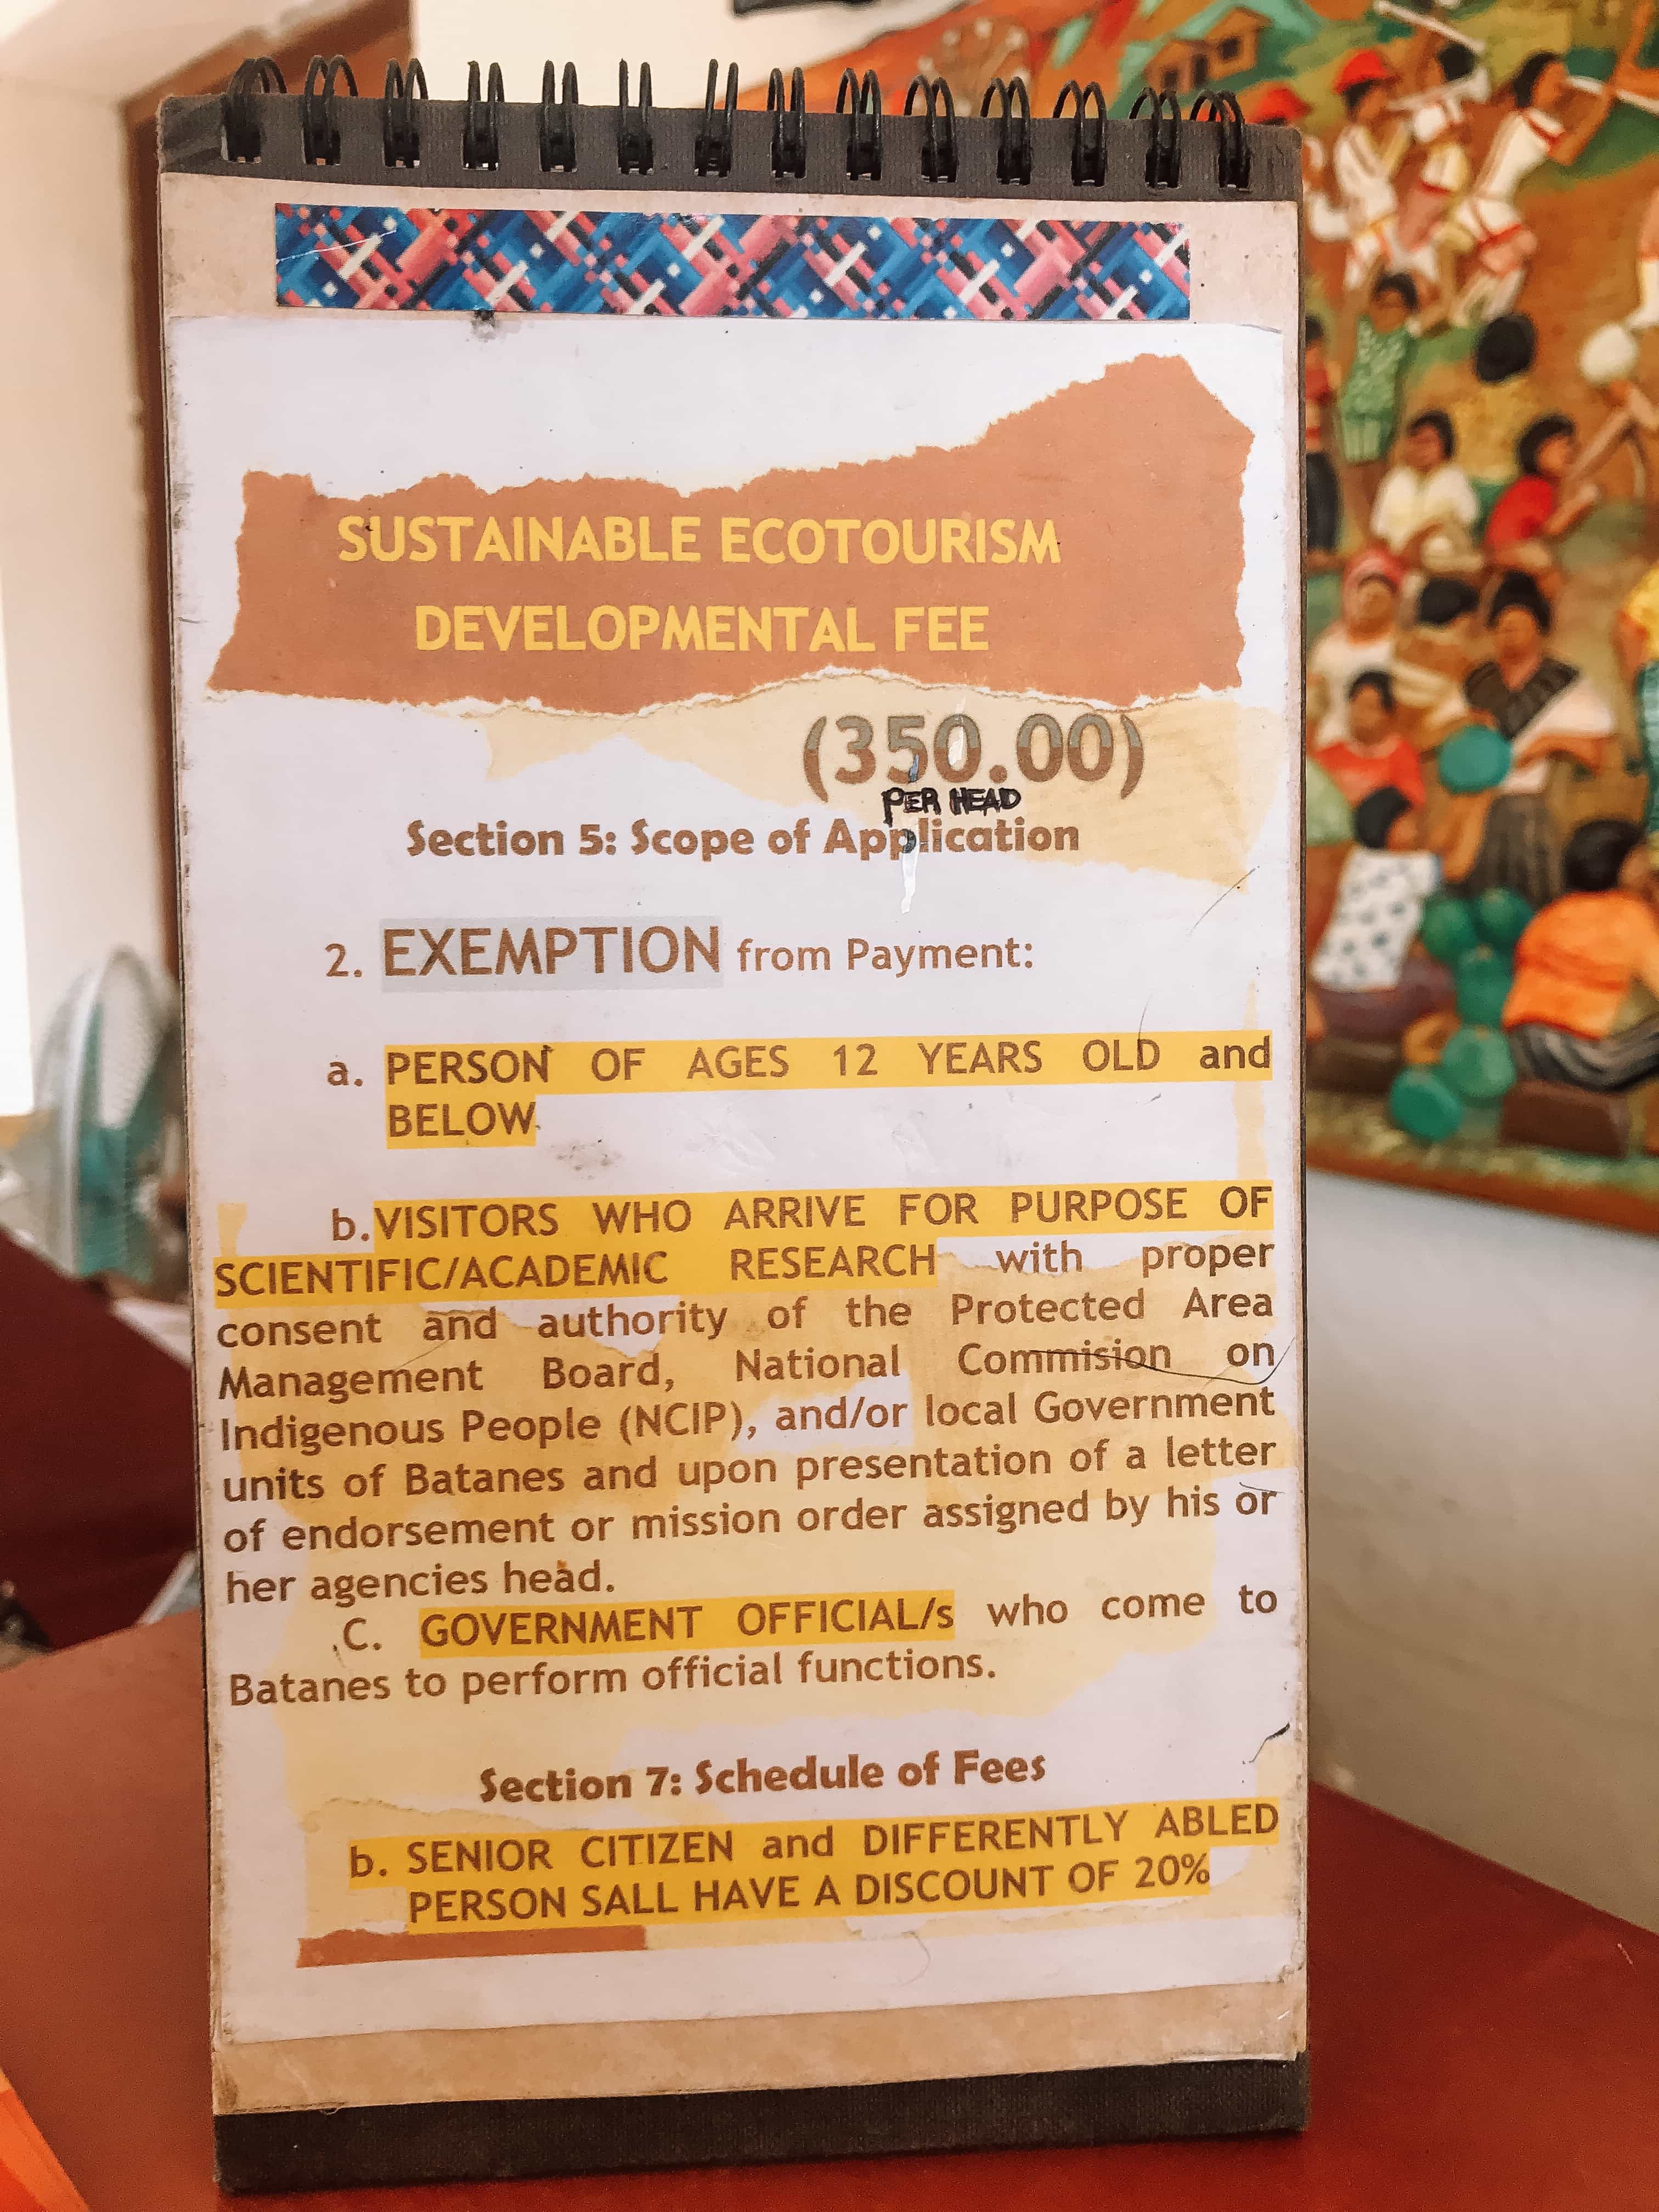 SUSTAINABLE ECOTOURISM
DEVELOPMENTAL FEE
(350.00)
PER HEAD
Section 5: Scope of Application
2. EXEMPTION from Payment:
a. PERSON OF AGES 12 YEARS OLD and
BELOW.
b.VISITORS WHO ARRIVE FOR PURPOSE OF
SCIENTIFIC/ACADEMIC RESEARCH with proper
consent and authority of the Protected Area
Management Board, National Commision on
Indigenous People (NCIP), and/or local Government
units of Batanes and upon presentation of a letter
of endorsement or mission order assigned by his or
her agencies head.
C. GOVERNMENT OFFICIAL/s who come to
Batanes to perform official functions.
Section 7: Schedule of Fees
b. SENIOR CITIZEN and DIFFERENTLY ABLED
PERSON SALL HAVE A DISCOUNT OF 20%